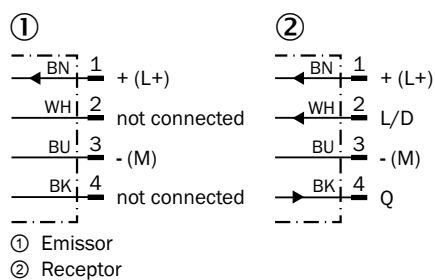 ① ②
BN 1 + (L+)
WH 2 not connected
BU 3 - (M)
BK 4 not connected
BN 1 + (L+)
WH 2 L/D
BU 3 - (M)
BK 4 Q
① Emissor
② Receptor